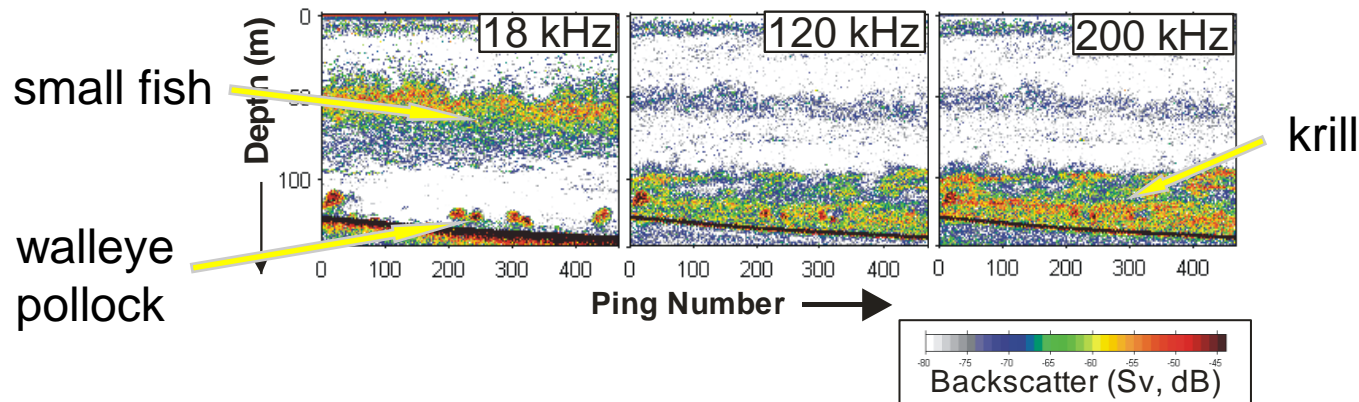 18 kHz
120 kHz
200 kHz
0
50
100
Depth (m)
small fish
walleye
pollock
krill
0 100 200 300 400
0 100 200 300 400
0 100 200 300 400
Ping Number
-80 -75 -70 -65 -60 -55 -50 -45
Backscatter (Sv, dB)